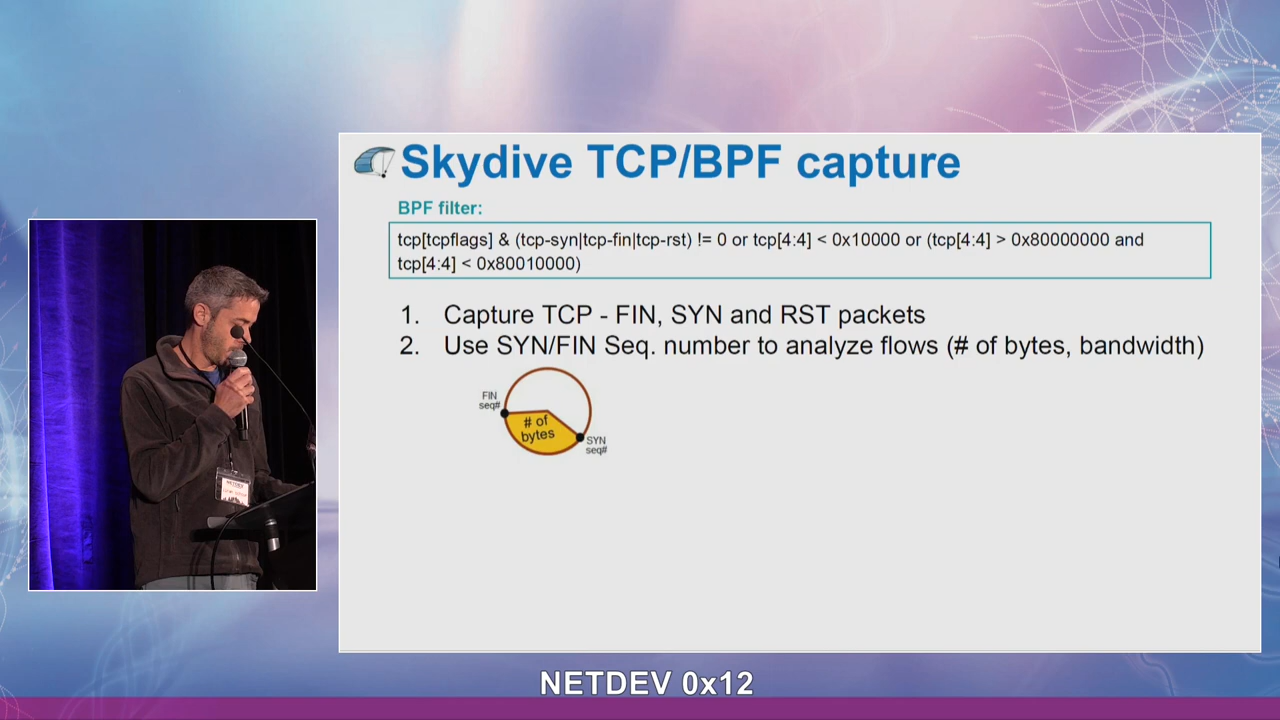 Skydive TCP/BPF capture
BPF filter:
tcp[tcpflags] & (tcp-syn|tcp-fin|tcp-rst) != 0 or tcp[4:4] < 0x10000 or (tcp[4:4] > 0x80000000 and
tcp[4:4] < 0x80010000)
1. Capture TCP - FIN, SYN and RST packets
2. Use SYN/FIN Seq. number to analyze flows (# of bytes, bandwidth)
FIN
seq#
# of
bytes
SYN
seq#
NETDEV
NETDEV 0x12